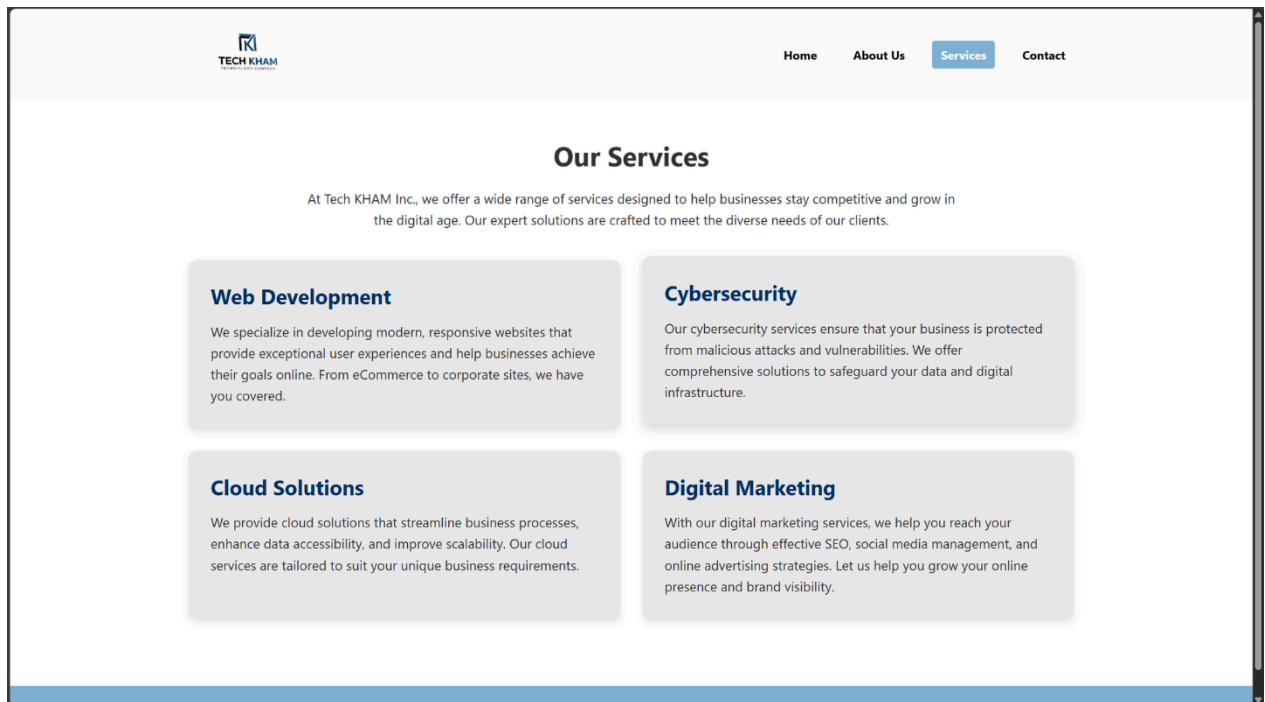 TECH KHAM
TECHNOLOGY COMPANY
Home About Us Services Contact
Our Services
At Tech KHAM Inc., we offer a wide range of services designed to help businesses stay competitive and grow in
the digital age. Our expert solutions are crafted to meet the diverse needs of our clients.
Web Development
We specialize in developing modern, responsive websites that
provide exceptional user experiences and help businesses achieve
their goals online. From eCommerce to corporate sites, we have
you covered.
Cybersecurity
Our cybersecurity services ensure that your business is protected
from malicious attacks and vulnerabilities. We offer
comprehensive solutions to safeguard your data and digital
infrastructure.
Cloud Solutions
We provide cloud solutions that streamline business processes,
enhance data accessibility, and improve scalability. Our cloud
services are tailored to suit your unique business requirements.
Digital Marketing
With our digital marketing services, we help you reach your
audience through effective SEO, social media management, and
online advertising strategies. Let us help you grow your online
presence and brand visibility.